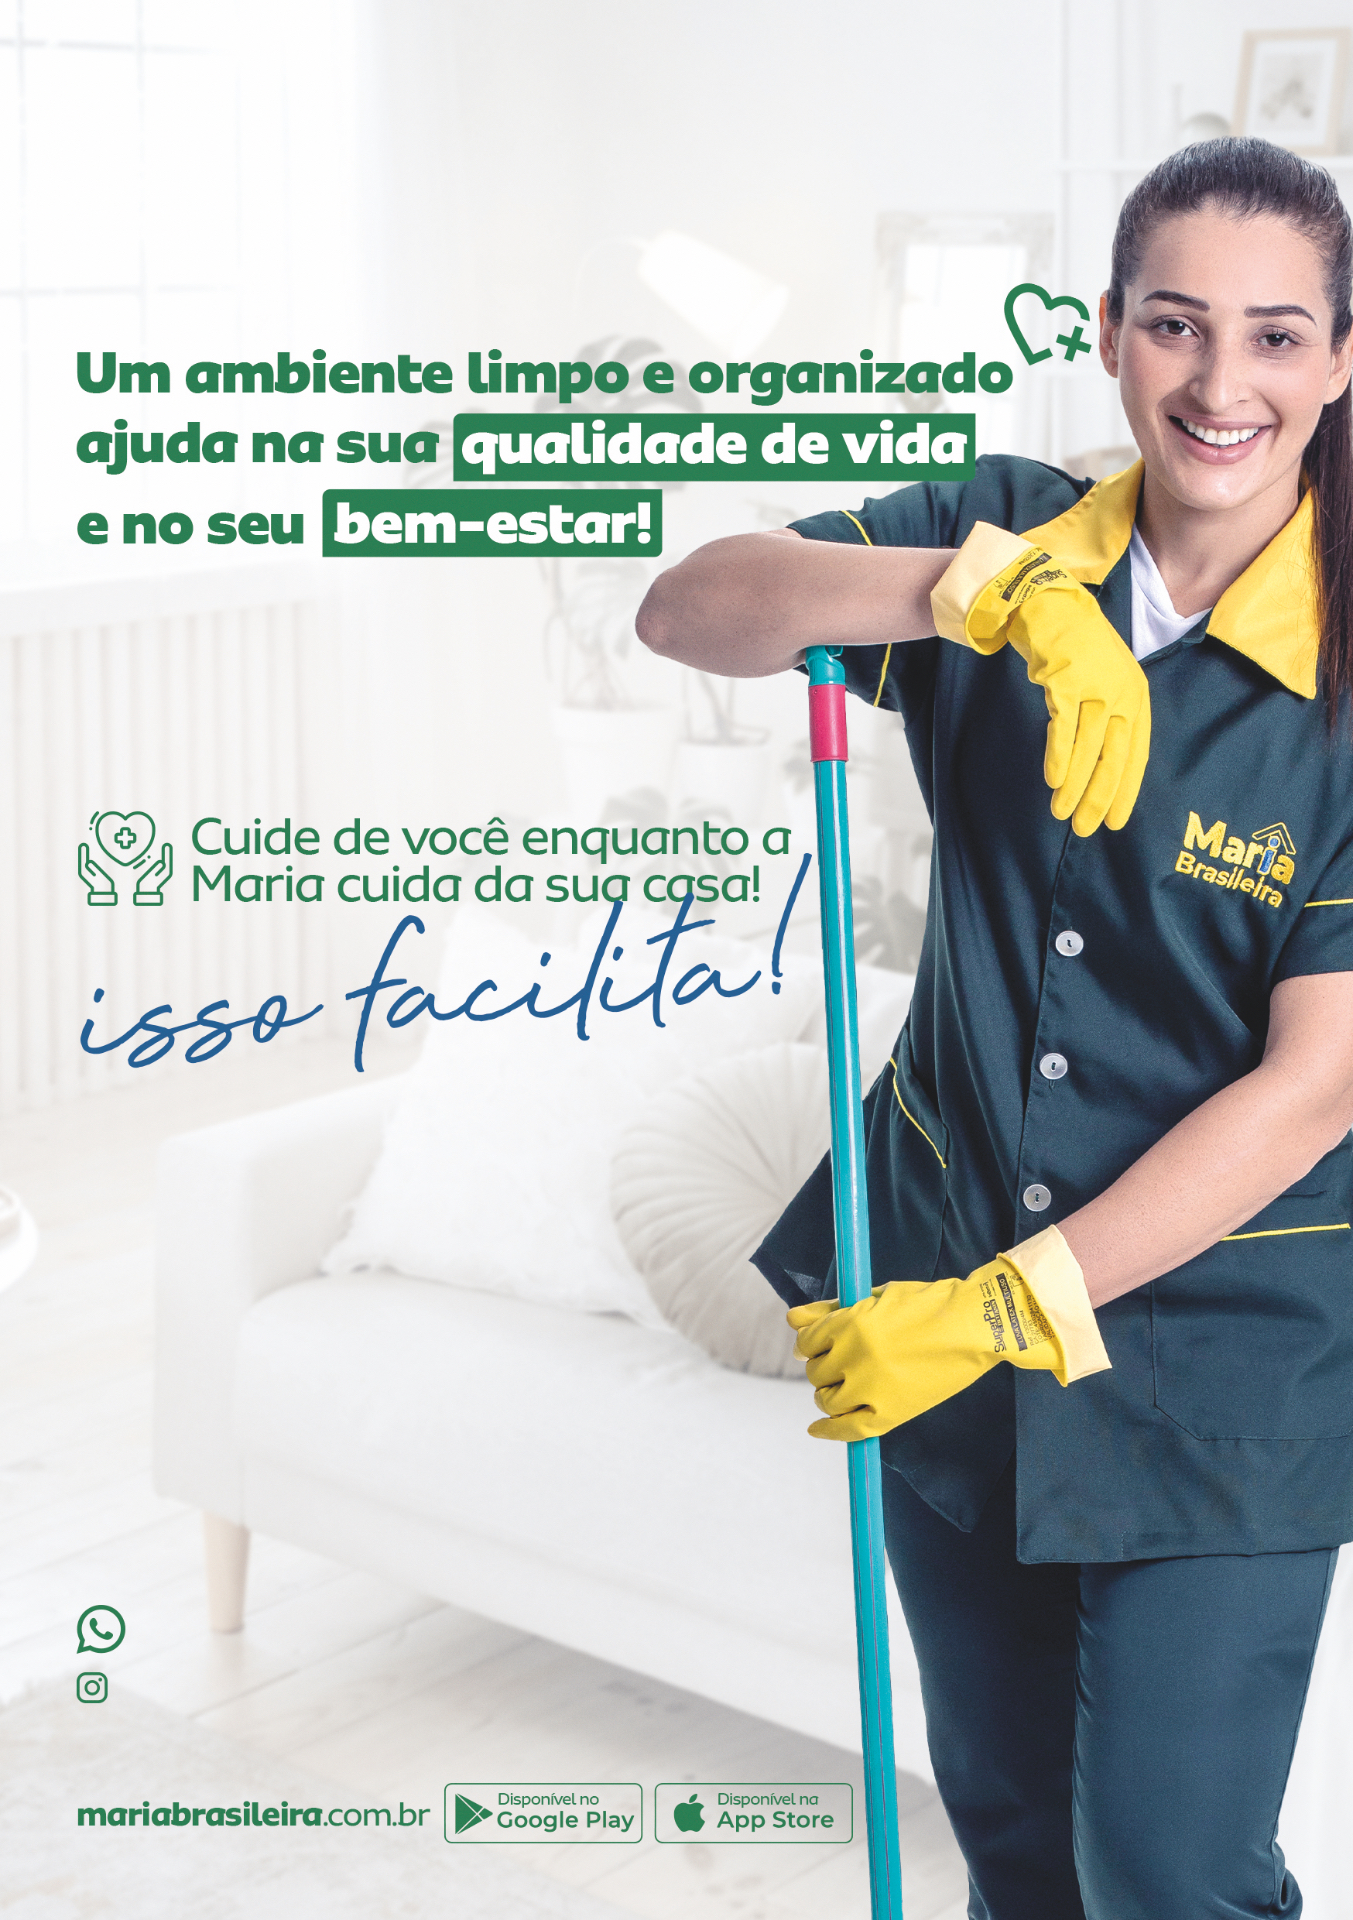 Um ambiente limpo e organizado
ajuda na sua qualidade de vida
e no seu bem-estar!
Cuide de você enquanto a
Maria cuida da sua casa!
isso facilita!
Maria
Brasileira
SuperPro
mariabrasileira.com.br
Disponível no
Google Play
Disponível na
App Store